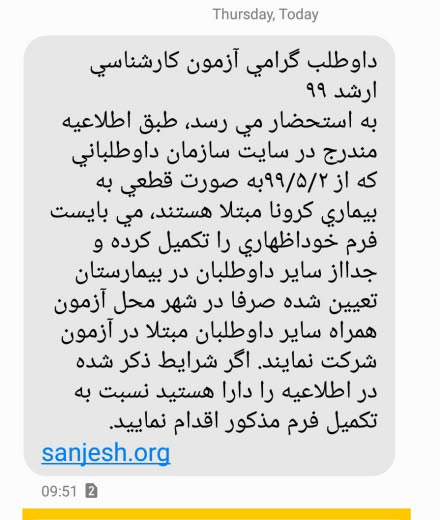 Thursday, Today
داوطلب گرامي آزمون كارشناسي
ارشد ۹۹
به استحضار مي رسد، طبق اطلاعيه
مندرج در سايت سازمان داوطلباني
كه از ۹۹/۵/۲به صورت قطعي به
بيماري كرونا مبتلا هستند، مي بايست
فرم خوداظهاري را تكميل كرده و
جدااز ساير داوطلبان در بيمارستان
تعيين شده صرفا در شهر محل آزمون
همراه ساير داوطلبان مبتلا در آزمون
شركت نمايند. اگر شرايط ذكر شده
در اطلاعيه را دارا هستيد نسبت به
تكميل فرم مذكور اقدام نماييد.
sanjesh.org
09:51 2